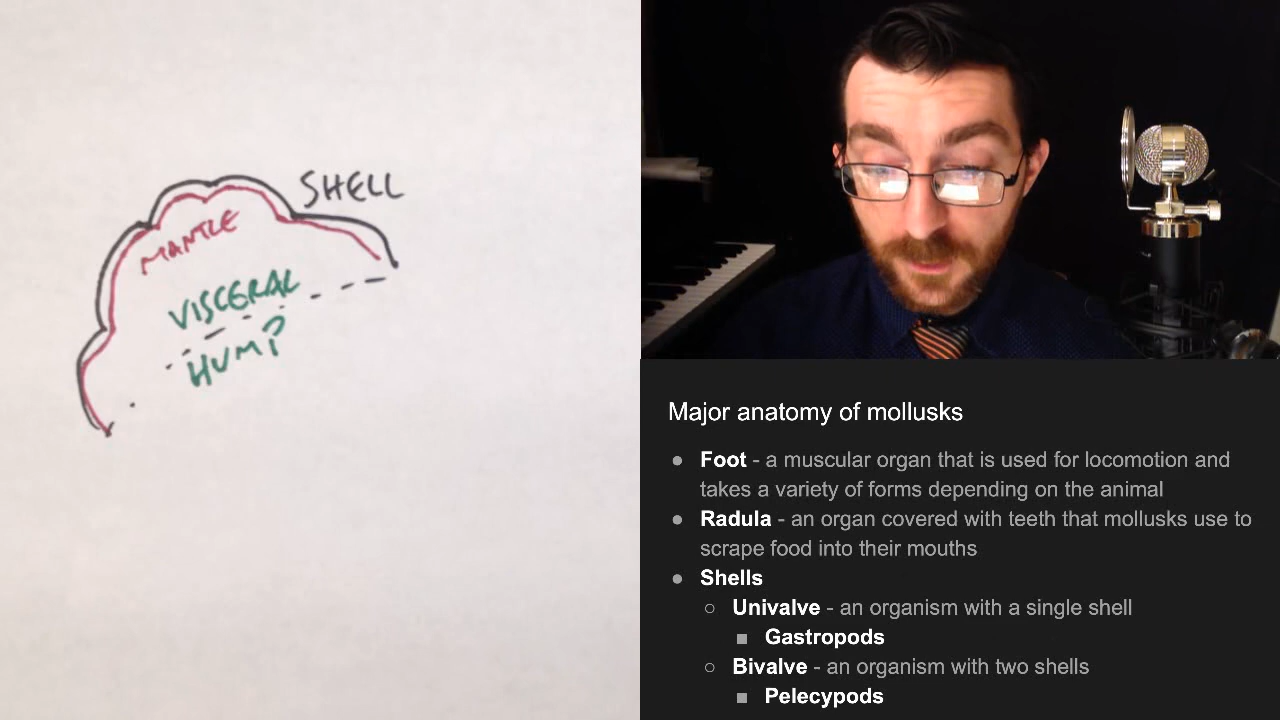 SHELL
MANTLE
VISCERAL
HUMP
Major anatomy of mollusks
● Foot - a muscular organ that is used for locomotion and
takes a variety of forms depending on the animal
● Radula - an organ covered with teeth that mollusks use to
scrape food into their mouths
● Shells
○ Univalve - an organism with a single shell
■ Gastropods
○ Bivalve - an organism with two shells
■ Pelecypods